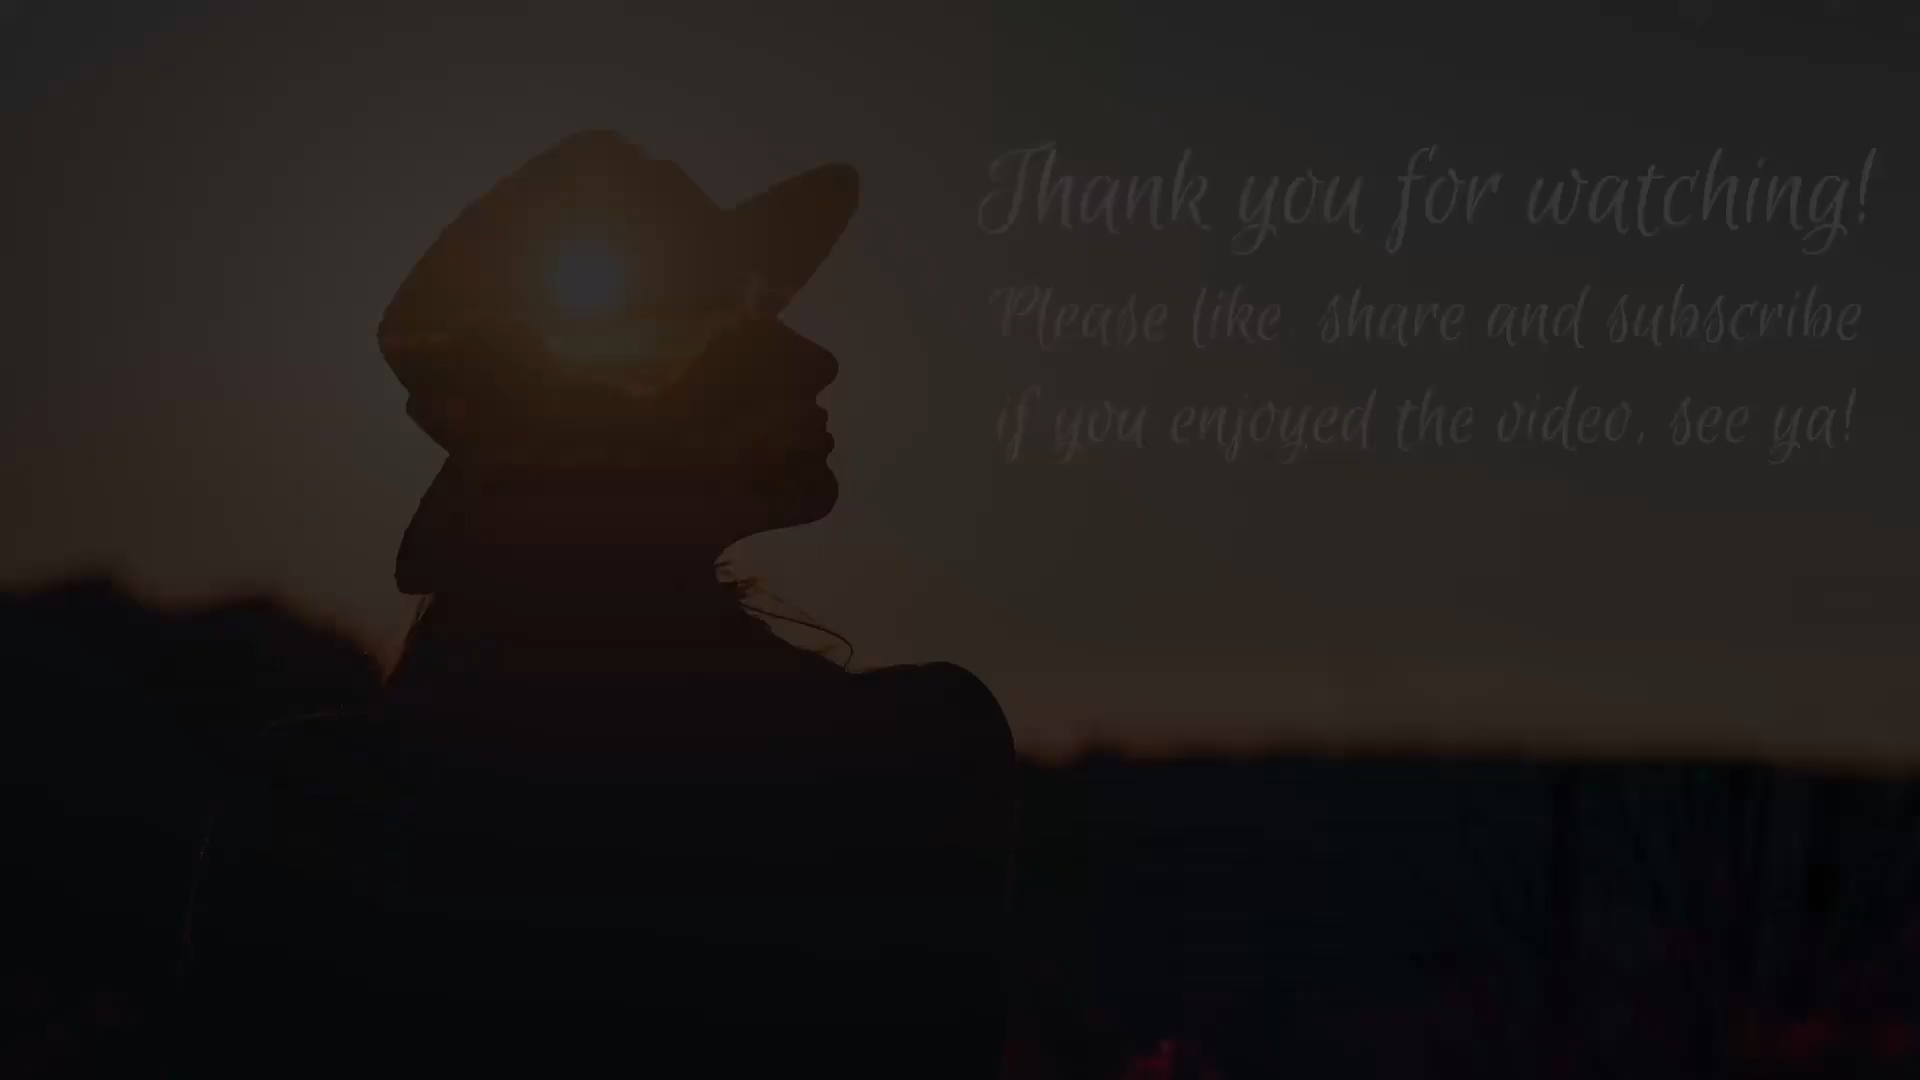 Thank you for watching!
Please like, share and subscribe
if you enjoyed the video, see ya!